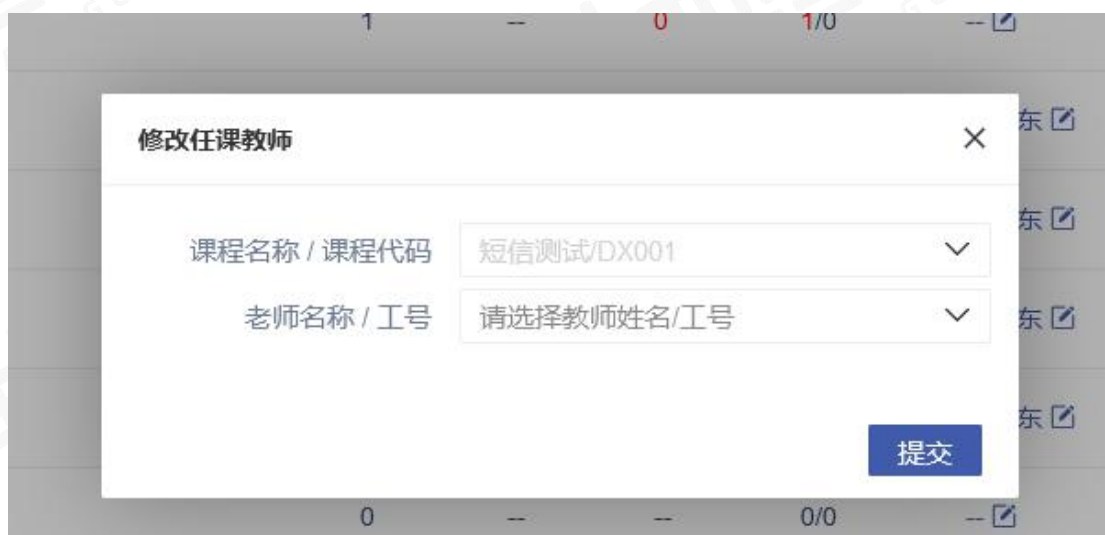 1 -- 0 1/0 --
东
修改任课教师
课程名称 / 课程代码 短信测试/DX001
东
老师名称 / 工号 请选择教师姓名/工号
东
东
提交
0 -- -- 0/0 --